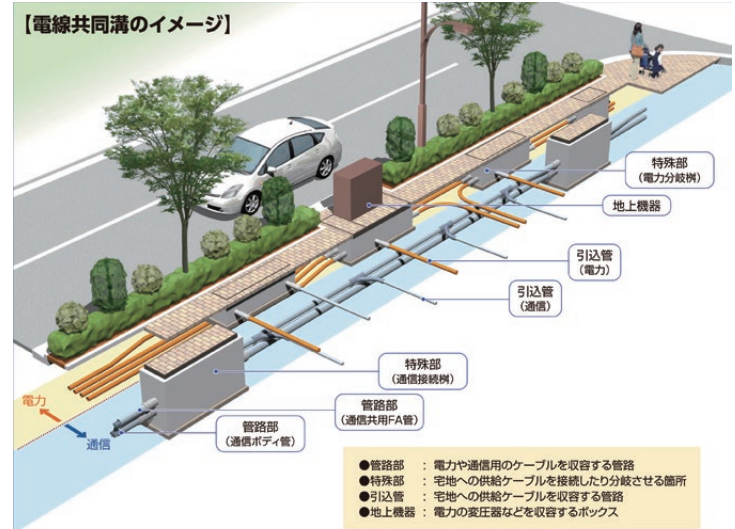 【電線共同溝のイメージ】
特殊部
(電力分岐桝)
地上機器
引込管
(電力)
引込管
(通信)
特殊部
(通信接続桝)
管路部
(通信共用FA管)
管路部
(通信ボディ管)
電力
通信
●管路部 : 電力や通信用のケーブルを収容する管路
●特殊部 : 宅地への供給ケーブルを接続したり分岐させる箇所
●引込管 : 宅地への供給ケーブルを収容する管路
●地上機器 : 電力の変圧器などを収容するボックス